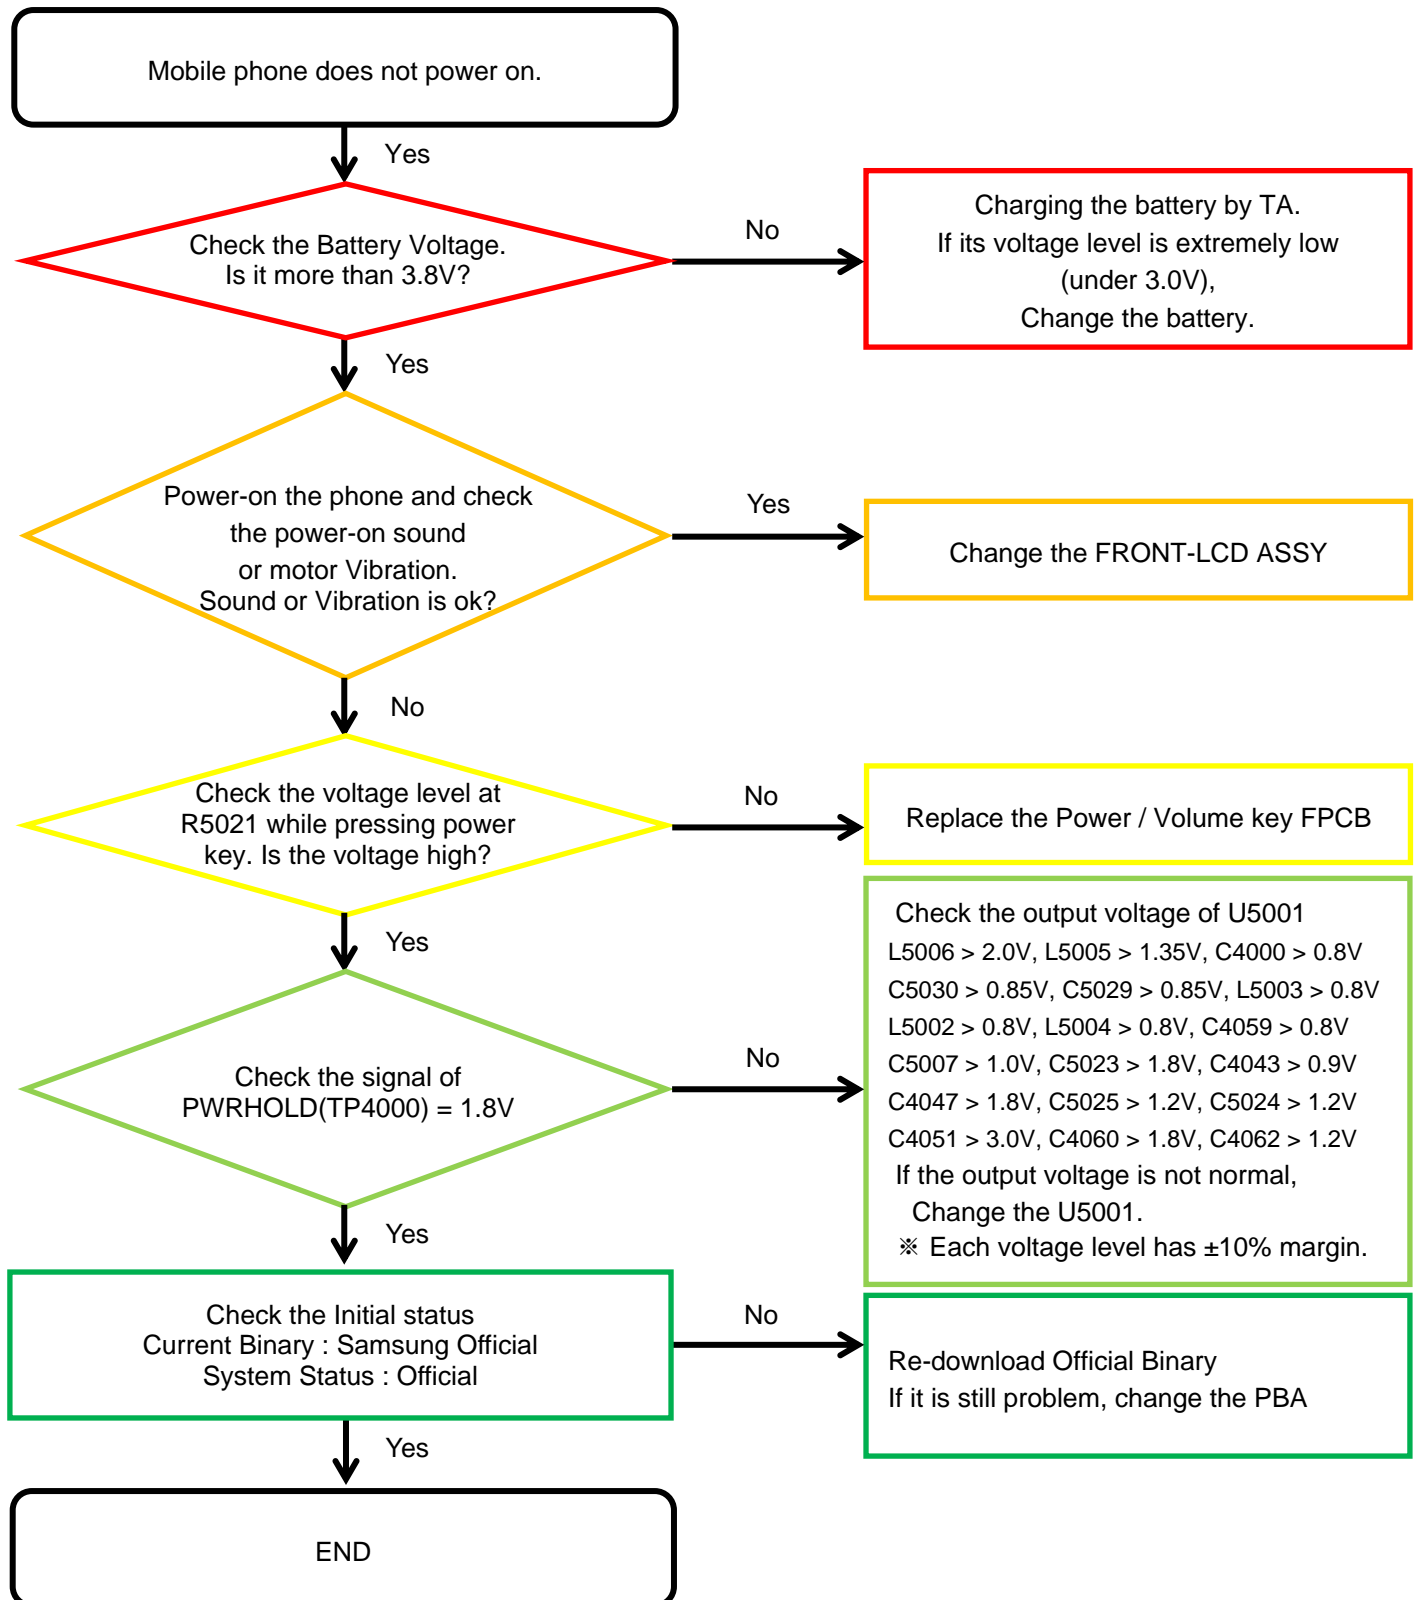 Mobile phone does not power on.
Yes
Check the Battery Voltage.
Is it more than 3.8V?
No
Charging the battery by TA.
If its voltage level is extremely low
(under 3.0V),
Change the battery.
Yes
Power-on the phone and check
the power-on sound
or motor Vibration.
Sound or Vibration is ok?
Yes
Change the FRONT-LCD ASSY
No
Check the voltage level at
R5021 while pressing power
key. Is the voltage high?
No
Replace the Power / Volume key FPCB
Yes
Check the signal of
PWRHOLD(TP4000) = 1.8V
No
Check the output voltage of U5001
L5006 > 2.0V, L5005 > 1.35V, C4000 > 0.8V
C5030 > 0.85V, C5029 > 0.85V, L5003 > 0.8V
L5002 > 0.8V, L5004 > 0.8V, C4059 > 0.8V
C5007 > 1.0V, C5023 > 1.8V, C4043 > 0.9V
C4047 > 1.8V, C5025 > 1.2V, C5024 > 1.2V
C4051 > 3.0V, C4060 > 1.8V, C4062 > 1.2V
If the output voltage is not normal,
Change the U5001.
※ Each voltage level has ±10% margin.
Yes
Check the Initial status
Current Binary : Samsung Official
System Status : Official
No
Re-download Official Binary
If it is still problem, change the PBA
Yes
END